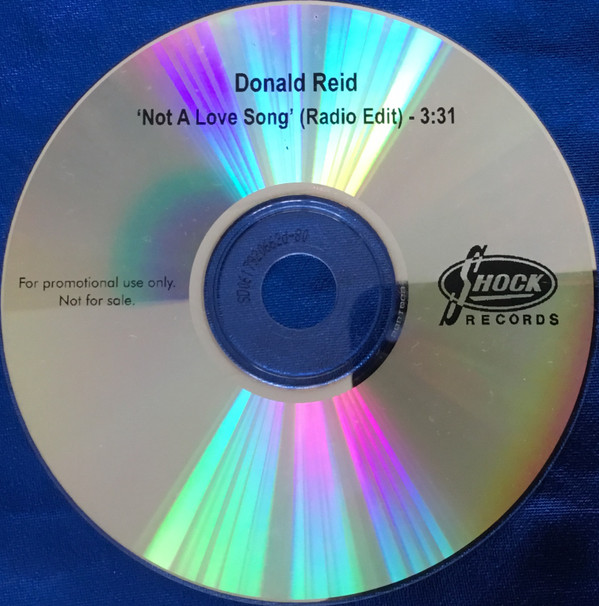 Donald Reid
‘Not A Love Song’ (Radio Edit) - 3:31
For promotional use only.
Not for sale.
SHOCK
RECORDS